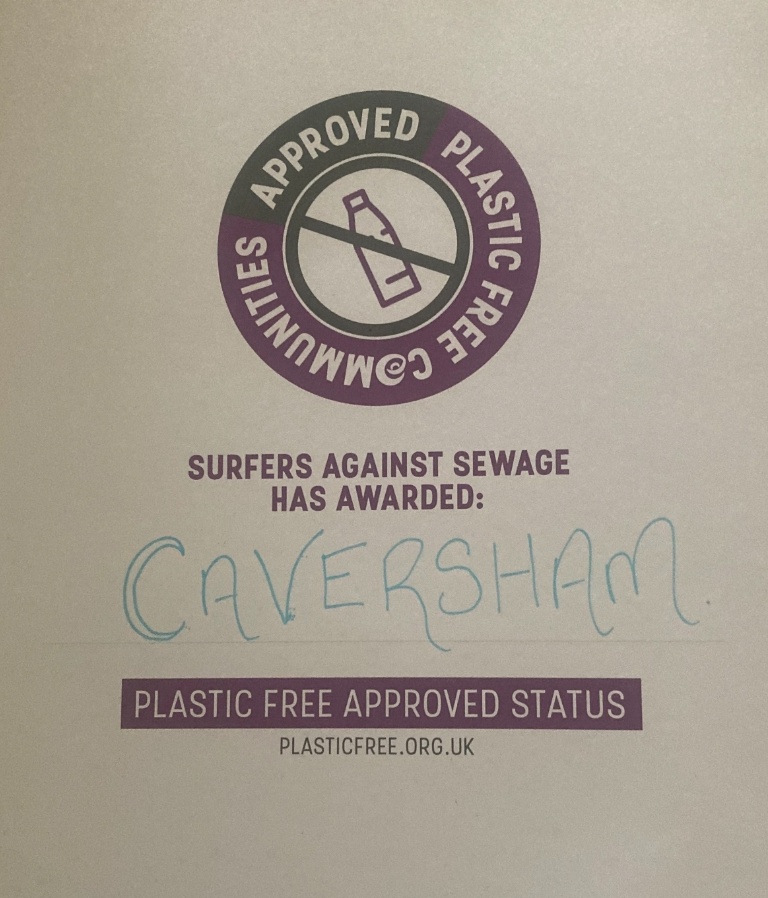 APPROVED PLASTIC FREE COMMUNITIES
SURFERS AGAINST SEWAGE
HAS AWARDED:
CAVERSHAM
PLASTIC FREE APPROVED STATUS
PLASTICFREE.ORG.UK